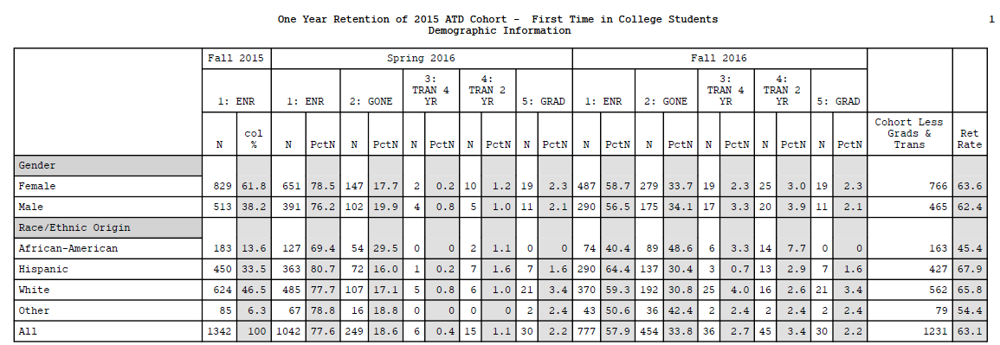 One Year Retention of 2015 ATD Cohort - First Time in College Students 1
Demographic Information
Fall 2015 Spring 2016 Fall 2016
1: ENR 1: ENR 2: GONE 3: TRAN 4 YR 4: TRAN 2 YR 5: GRAD 1: ENR 2: GONE 3: TRAN 4 YR 4: TRAN 2 YR 5: GRAD
N col % N PctN N PctN N PctN N PctN N PctN N PctN N PctN N PctN N PctN N PctN Cohort Less Grads & Trans Ret Rate
Gender
Female 829 61.8 651 78.5 147 17.7 2 0.2 10 1.2 19 2.3 487 58.7 279 33.7 19 2.3 25 3.0 19 2.3 766 63.6
Male 513 38.2 391 76.2 102 19.9 4 0.8 5 1.0 11 2.1 290 56.5 175 34.1 17 3.3 20 3.9 11 2.1 465 62.4
Race/Ethnic Origin
African-American 183 13.6 127 69.4 54 29.5 0 0 2 1.1 0 0 74 40.4 89 48.6 6 3.3 14 7.7 0 0 163 45.4
Hispanic 450 33.5 363 80.7 72 16.0 1 0.2 7 1.6 7 1.6 290 64.4 137 30.4 3 0.7 13 2.9 7 1.6 427 67.9
White 624 46.5 485 77.7 107 17.1 5 0.8 6 1.0 21 3.4 370 59.3 192 30.8 25 4.0 16 2.6 21 3.4 562 65.8
Other 85 6.3 67 78.8 16 18.8 0 0 0 0 2 2.4 43 50.6 36 42.4 2 2.4 2 2.4 2 2.4 79 54.4
All 1342 100 1042 77.6 249 18.6 6 0.4 15 1.1 30 2.2 777 57.9 454 33.8 36 2.7 45 3.4 30 2.2 1231 63.1